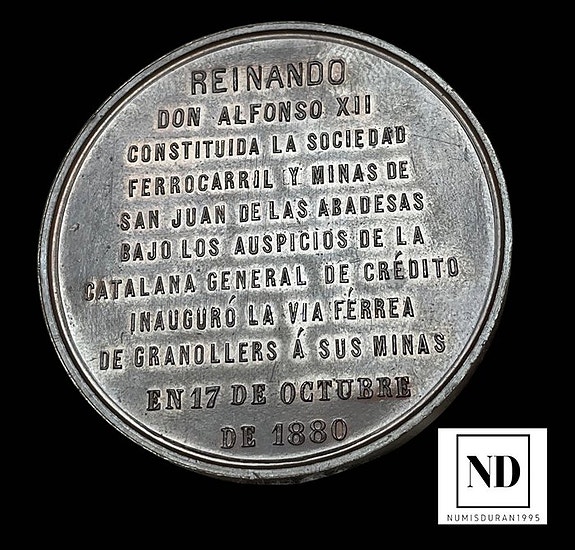 REINANDO
DON ALFONSO XII
CONSTITUIDA LA SOCIEDAD
FERROCARRIL Y MINAS DE
SAN JUAN DE LAS ABADESAS
BAJO LOS AUSPICIOS DE LA
CATALANA GENERAL DE CRÉDITO
INAUGURÓ LA VIA FÉRREA
DE GRANOLLERS Á SUS MINAS
EN 17 DE OCTUBRE
DE 1880
ND
NUMISDURAN1995